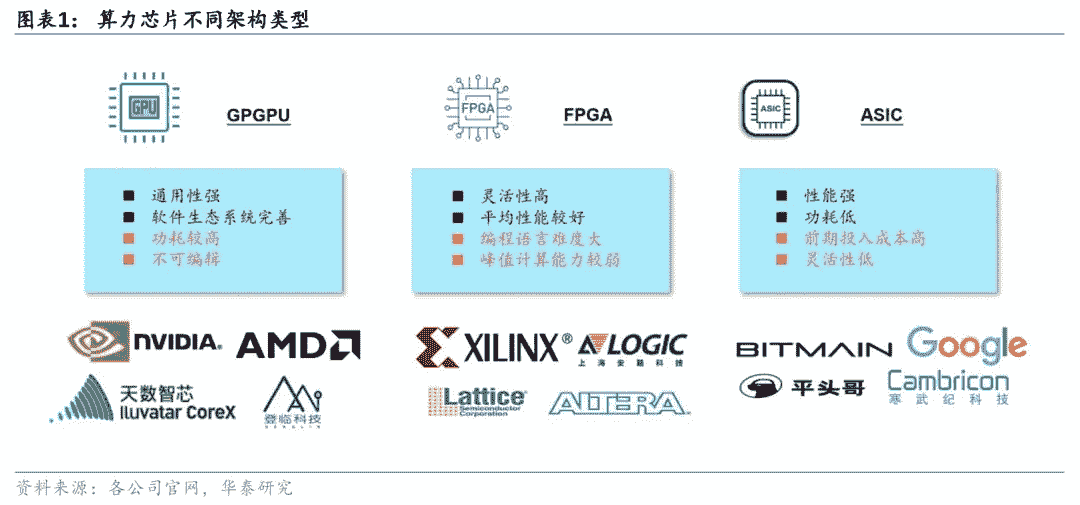 图表1： 算力芯片不同架构类型
GPU
GPGPU
FPGA
FPGA
ASIC
ASIC
■ 通用性强
■ 软件生态系统完善
■ 功耗较高
■ 不可编辑
■ 灵活性高
■ 平均性能较好
■ 编程语言难度大
■ 峰值计算能力较弱
■ 性能强
■ 功耗低
■ 前期投入成本高
■ 灵活性低
NVIDIA.
AMD
天数智芯
Iluvatar CoreX
登临科技
DENGLIN
XILINX®
ANLOGIC
上海安路科技
Lattice
Semiconductor
Corporation
ALTERA
BITMAIN
Google
平头哥
Cambricon
寒武纪科技
资料来源：各公司官网，华泰研究